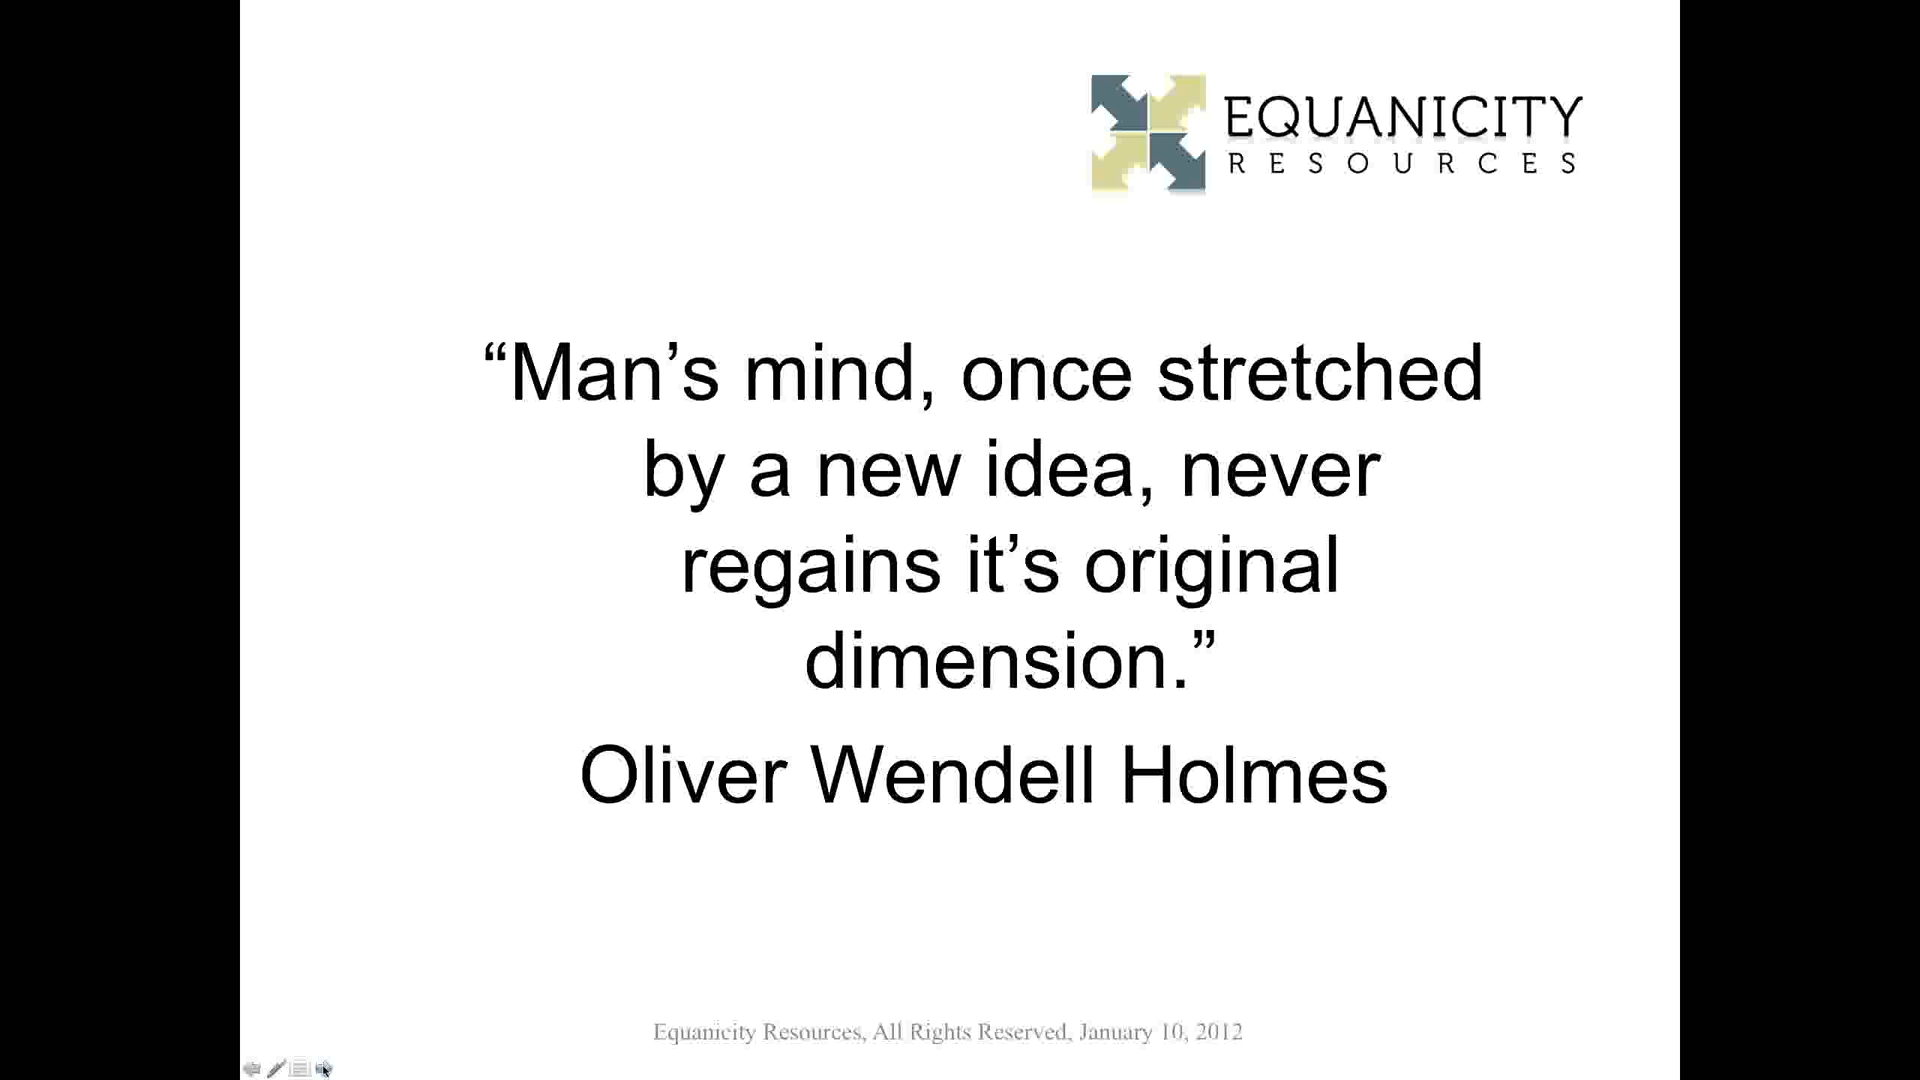 EQUANICITY
RESOURCES
“Man’s mind, once stretched
by a new idea, never
regains it’s original
dimension.”
Oliver Wendell Holmes
Equanicity Resources, All Rights Reserved, January 10, 2012